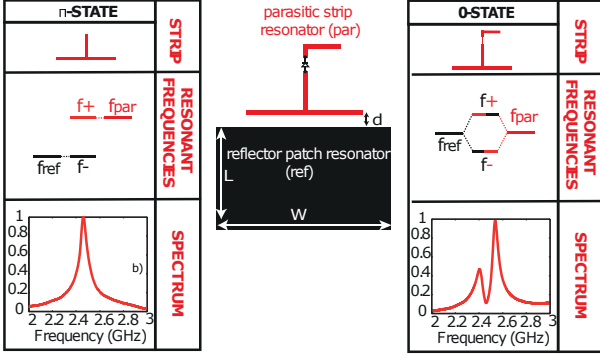 π-STATE
STRIP
f+ fpar
fref f-
RESONANT
FREQUENCIES
1
0.8
0.6
0.4
0.2
0
b)
2 2.2 2.4 2.6 2.8 3
Frequency (GHz)
SPECTRUM
parasitic strip
resonator (par)
d
reflector patch resonator
(ref)
L
W
0-STATE
STRIP
f+
fref
fpar
f-
RESONANT
FREQUENCIES
1
0.8
0.6
0.4
0.2
0
2 2.2 2.4 2.6 2.8 3
Frequency (GHz)
SPECTRUM